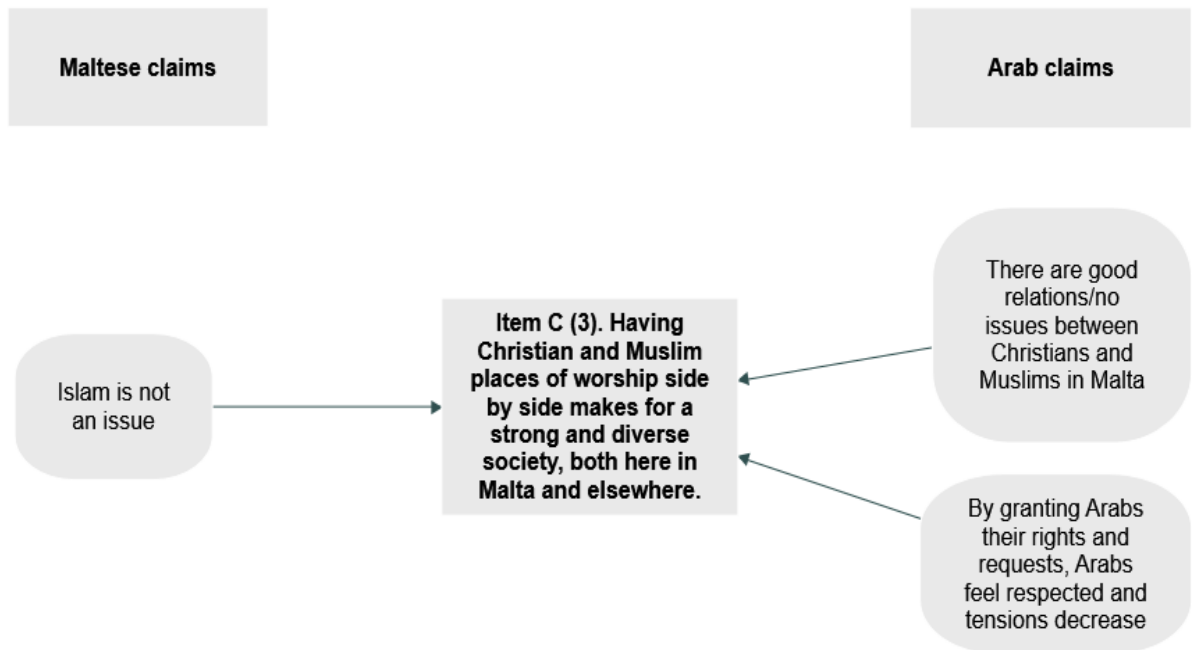 Maltese claims
Arab claims
Islam is not
an issue
Item C (3). Having
Christian and Muslim
places of worship side
by side makes for a
strong and diverse
society, both here in
Malta and elsewhere.
There are good
relations/no
issues between
Christians and
Muslims in Malta
By granting Arabs
their rights and
requests, Arabs
feel respected and
tensions decrease